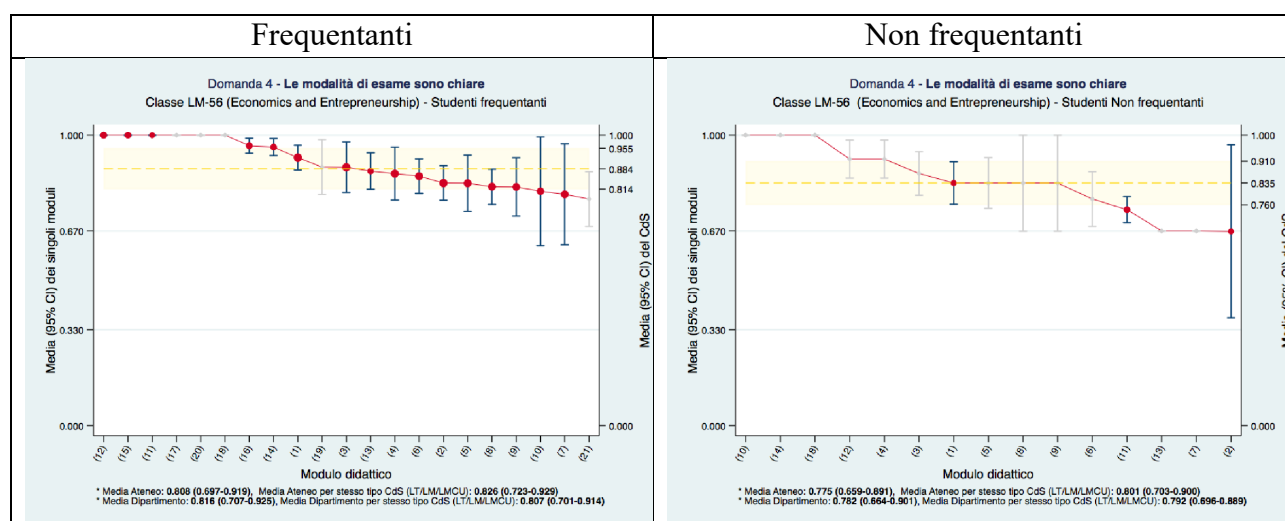 Frequentanti
Non frequentanti
Domanda 4 - Le modalità di esame sono chiare
Classe LM-56 (Economics and Entrepreneurship) - Studenti frequentanti
Media (95% CI) dei singoli moduli
1.000
0.670
0.330
0.000
1.000
0.955
0.884
0.814
0.000
Media (95% CI) del CdS
(12) (15) (11) (17) (20) (18) (16) (14) (1) (19) (3) (13) (4) (6) (2) (5) (8) (9) (10) (7) (21)
Modulo didattico
* Media Ateneo: 0.808 (0.697-0.919), Media Ateneo per stesso tipo CdS (LT/LM/LMCU): 0.826 (0.723-0.929)
* Media Dipartimento: 0.816 (0.707-0.925), Media Dipartimento per stesso tipo CdS (LT/LM/LMCU): 0.807 (0.701-0.914)
Domanda 4 - Le modalità di esame sono chiare
Classe LM-56 (Economics and Entrepreneurship) - Studenti Non frequentanti
Media (95% CI) dei singoli moduli
1.000
0.670
0.330
0.000
1.000
0.910
0.835
0.760
0.000
Media (95% CI) del CdS
(10) (14) (18) (12) (4) (3) (1) (5) (8) (9) (6) (11) (13) (7) (2)
Modulo didattico
* Media Ateneo: 0.775 (0.659-0.891), Media Ateneo per stesso tipo CdS (LT/LM/LMCU): 0.801 (0.703-0.900)
* Media Dipartimento: 0.782 (0.664-0.901), Media Dipartimento per stesso tipo CdS (LT/LM/LMCU): 0.792 (0.696-0.889)